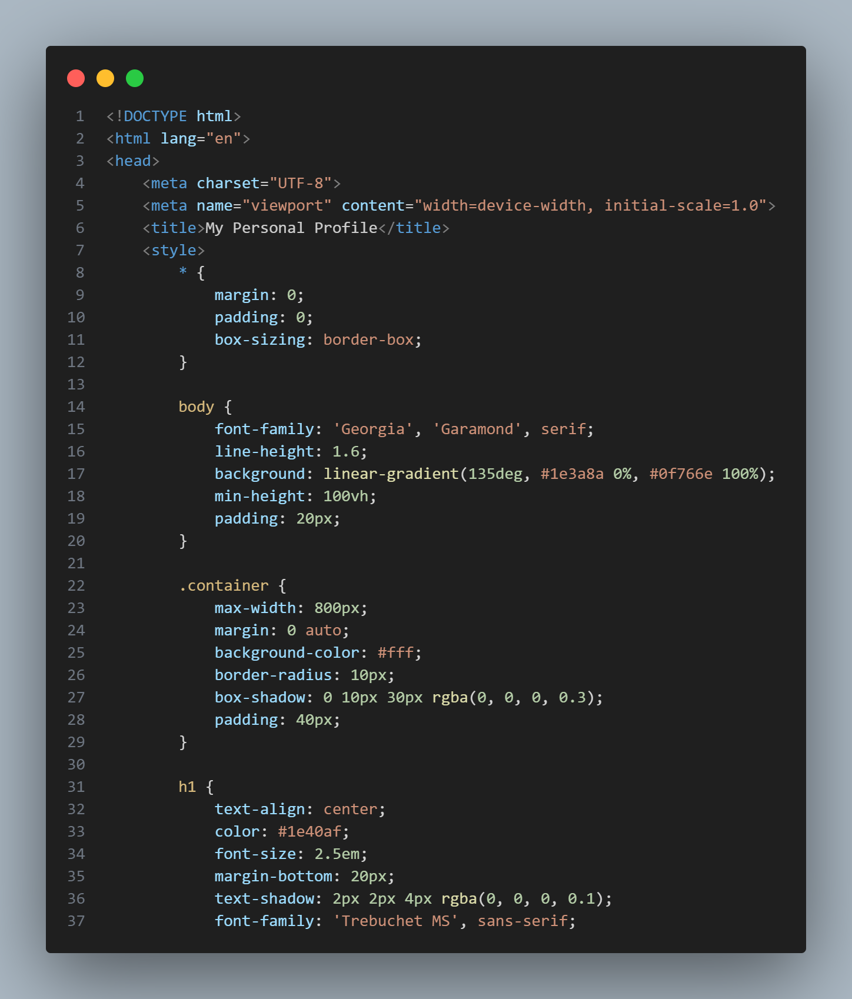 1 <!DOCTYPE html>
2 <html lang="en">
3 <head>
4     <meta charset="UTF-8">
5     <meta name="viewport" content="width=device-width, initial-scale=1.0">
6     <title>My Personal Profile</title>
7     <style>
8         * {
9             margin: 0;
10             padding: 0;
11             box-sizing: border-box;
12         }
13
14         body {
15             font-family: 'Georgia', 'Garamond', serif;
16             line-height: 1.6;
17             background: linear-gradient(135deg, #1e3a8a 0%, #0f766e 100%);
18             min-height: 100vh;
19             padding: 20px;
20         }
21
22         .container {
23             max-width: 800px;
24             margin: 0 auto;
25             background-color: #fff;
26             border-radius: 10px;
27             box-shadow: 0 10px 30px rgba(0, 0, 0, 0.3);
28             padding: 40px;
29         }
30
31         h1 {
32             text-align: center;
33             color: #1e40af;
34             font-size: 2.5em;
35             margin-bottom: 20px;
36             text-shadow: 2px 2px 4px rgba(0, 0, 0, 0.1);
37             font-family: 'Trebuchet MS', sans-serif;